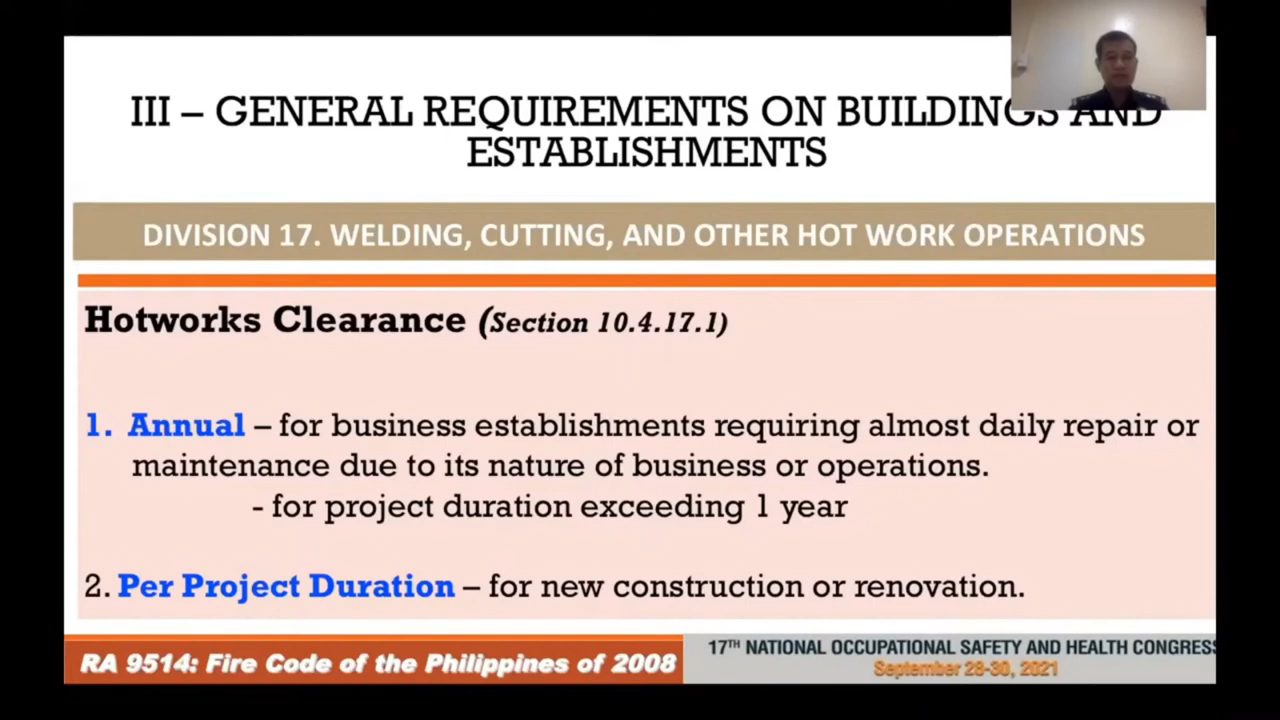 III – GENERAL REQUIREMENTS ON BUILDINGS AND
ESTABLISHMENTS
DIVISION 17. WELDING, CUTTING, AND OTHER HOT WORK OPERATIONS
Hotworks Clearance (Section 10.4.17.1)
1. Annual – for business establishments requiring almost daily repair or
maintenance due to its nature of business or operations.
- for project duration exceeding 1 year
2. Per Project Duration – for new construction or renovation.
RA 9514: Fire Code of the Philippines of 2008
17TH NATIONAL OCCUPATIONAL SAFETY AND HEALTH CONGRESS
September 28-30, 2021